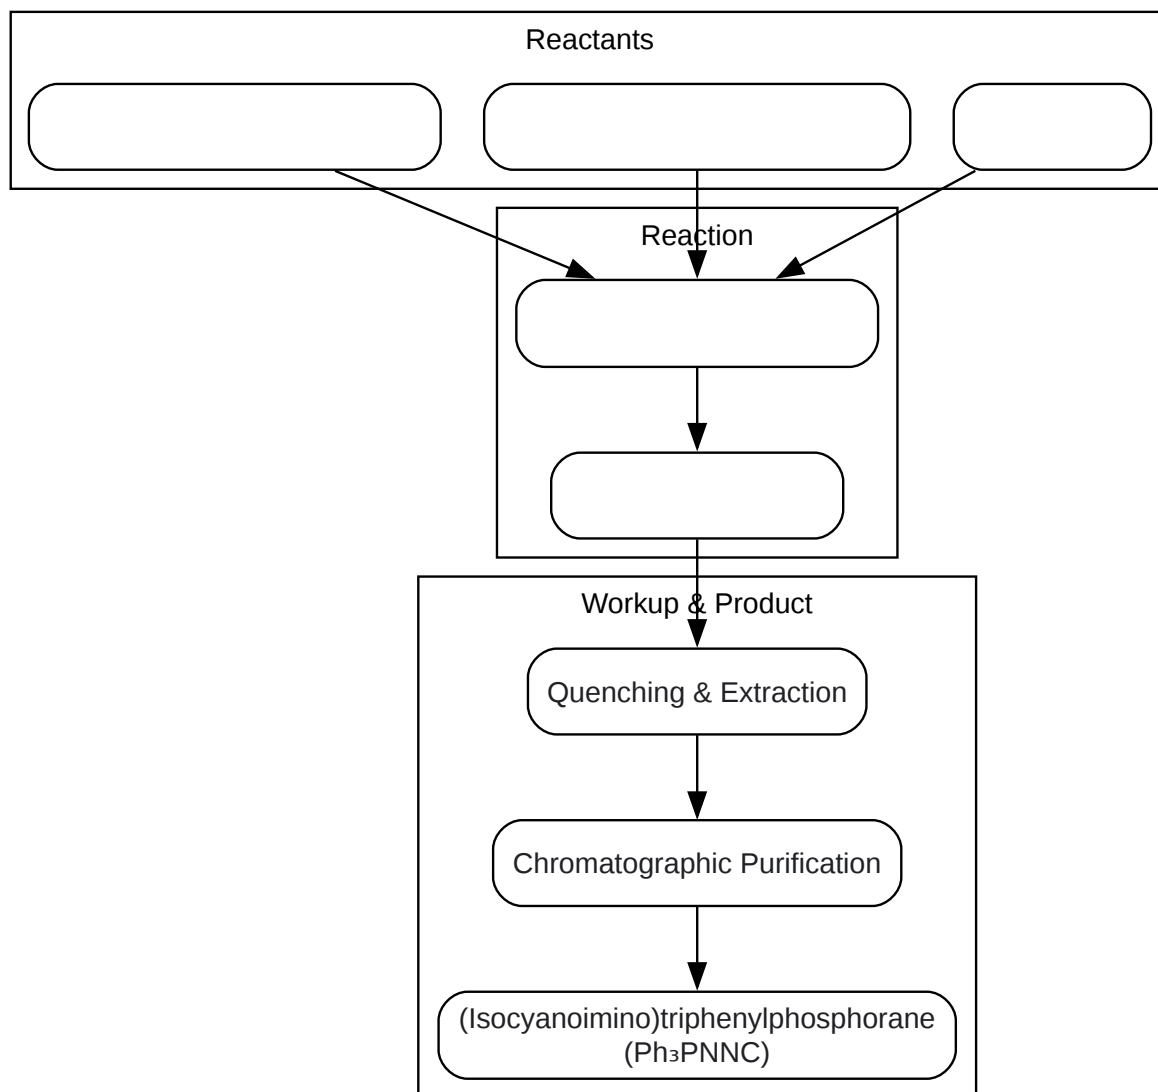 Reactants
Reaction
Workup & Product
Quenching & Extraction
Chromatographic Purification
(Isocyanoimino)triphenylphosphorane
(Ph₃PNNC)